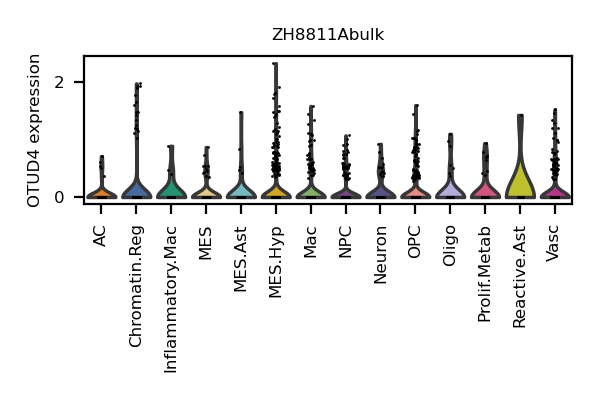 ZH8811Abulk
OTUD4 expression
2
0
AC
Chromatin.Reg
Inflammatory.Mac
MES
MES.Ast
MES.Hyp
Mac
NPC
Neuron
OPC
Oligo
Prolif.Metab
Reactive.Ast
Vasc